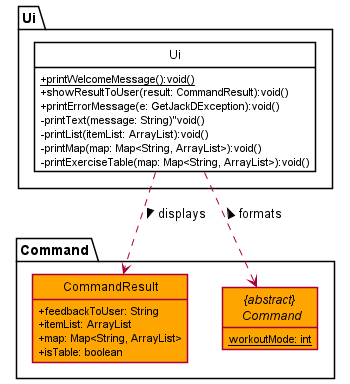 Ui
Ui
+printWelcomeMessage():void()
+showResultToUser(result: CommandResult):void()
+printErrorMessage(e: GetJackDException):void()
-printText(message: String)"void()
-printList(itemList: ArrayList):void()
-printMap(map: Map<String, ArrayList>):void()
-printExerciseTable(map: Map<String, ArrayList>):void()
displays
formats
Command
CommandResult
+feedbackToUser: String
+itemList: ArrayList
+map: Map<String, ArrayList>
+isTable: boolean
{abstract}
Command
workoutMode: int